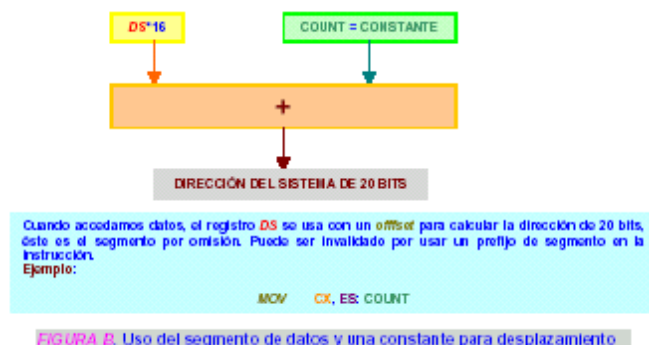 DS*16
COUNT = CONSTANTE
+
DIRECCIÓN DEL SISTEMA DE 20 BITS
Cuando accedamos datos, el registro DS se usa con un offfset para calcular la dirección de 20 bits,
éste es el segmento por omisión. Puede ser invalidado por usar un prefijo de segmento en la
instrucción.
Ejemplo:
MOV CX, ES: COUNT
FIGURA B. Uso del segmento de datos y una constante para desplazamiento